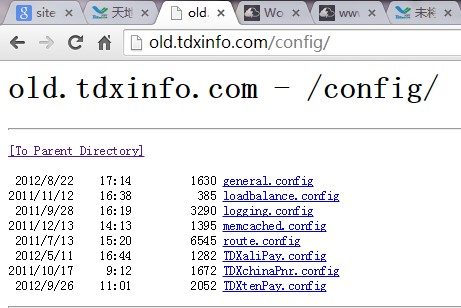 site
天地
old.
Wo
www
未
old.tdxinfo.com/config/
old.tdxinfo.com - /config/
[To Parent Directory]
2012/8/22 17:14 1630 general.config
2011/11/12 16:38 385 loadbalance.config
2011/9/28 16:19 3290 logging.config
2011/12/13 14:13 1395 memcached.config
2011/7/13 15:20 6545 route.config
2012/5/11 16:44 1282 TDXaliPay.config
2011/10/17 9:12 1672 TDXchinaPnr.config
2012/9/26 11:01 2052 TDXtenPay.config